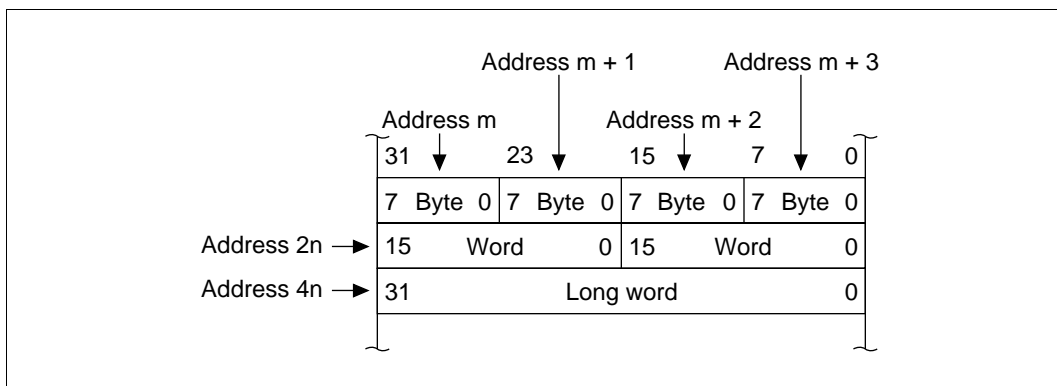 Address m + 1 Address m + 3
Address m Address m + 2
31 23 15 7 0
7 Byte 0 7 Byte 0 7 Byte 0 7 Byte 0
Address 2n 15 Word 0 15 Word 0
Address 4n 31 Long word 0